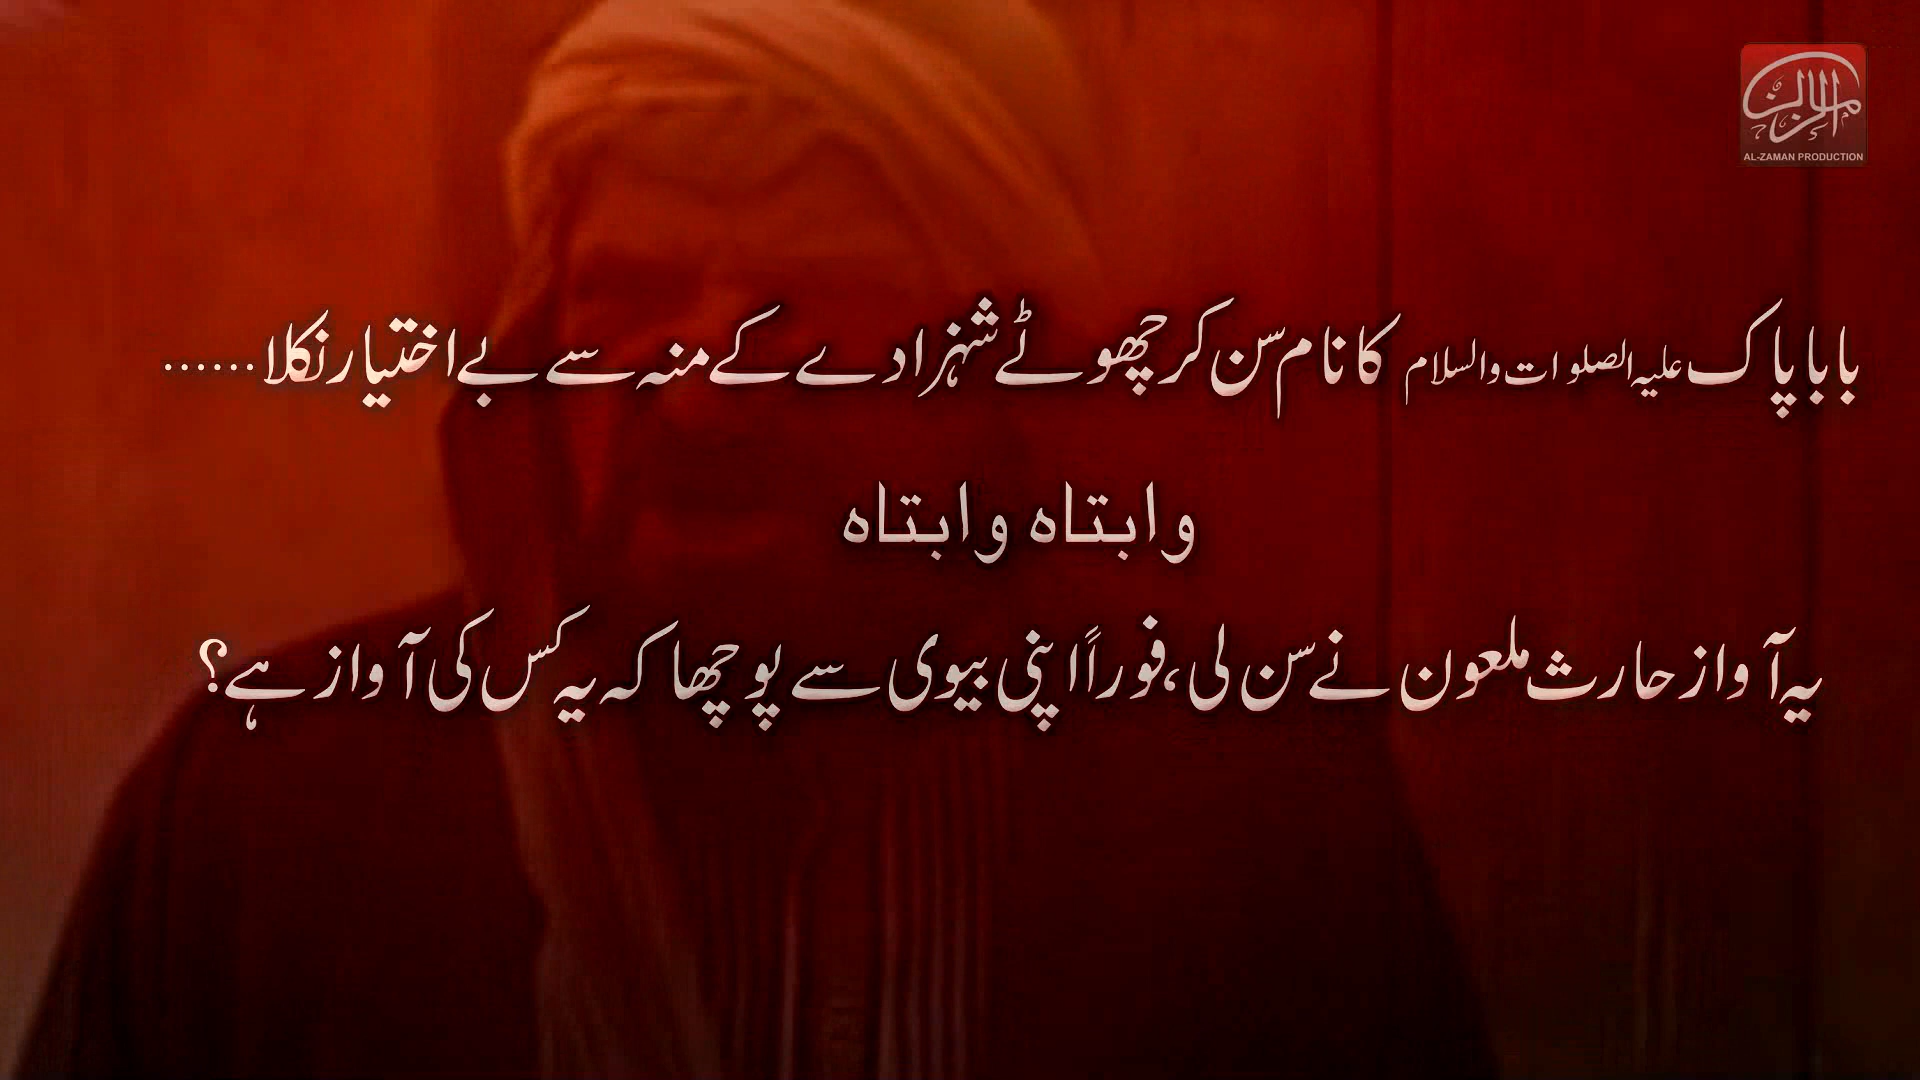 الزمان
AL-ZAMAN PRODUCTION
بابا پاک علیہ الصلوات والسلام کا نام سن کر چھوٹے شہزادے کے منہ سے بے اختیار نکلا......
وابتاہ وابتاہ
یہ آواز حارث ملعون نے سن لی، فوراً اپنی بیوی سے پوچھا کہ یہ کس کی آواز ہے؟